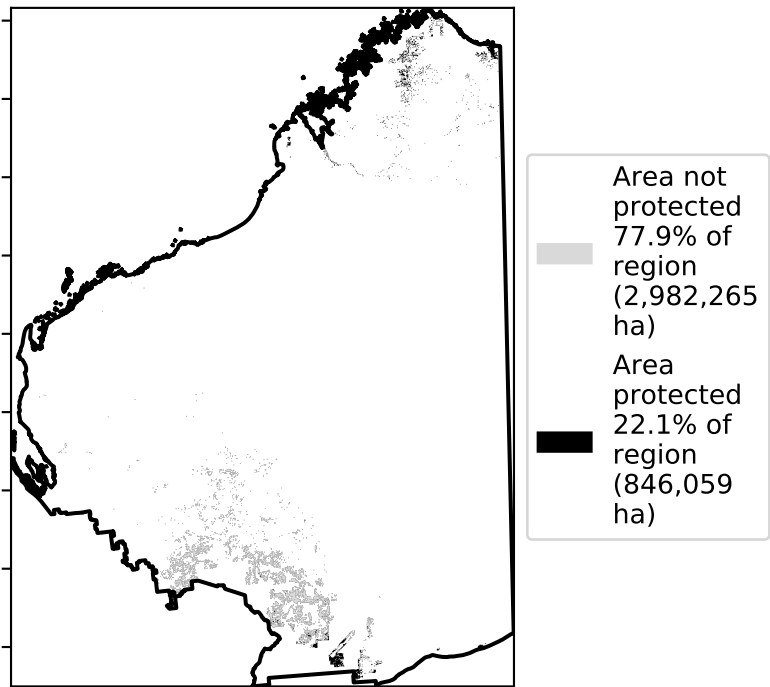 Area not
protected
77.9% of
region
(2,982,265
ha)
Area
protected
22.1% of
region
(846,059
ha)